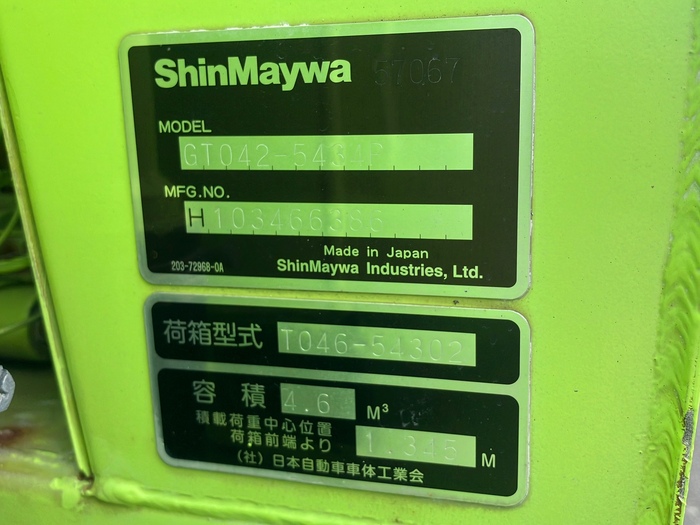 ShinMaywa 57067
MODEL
GT042-5434P
MFG.NO.
H103466386
Made in Japan
203-72968-0A ShinMaywa Industries, Ltd.
荷箱型式 T046-54302
容積 4.6 M³
積載荷重中心位置
荷箱前端より 1.345 M
(社)日本自動車車体工業会